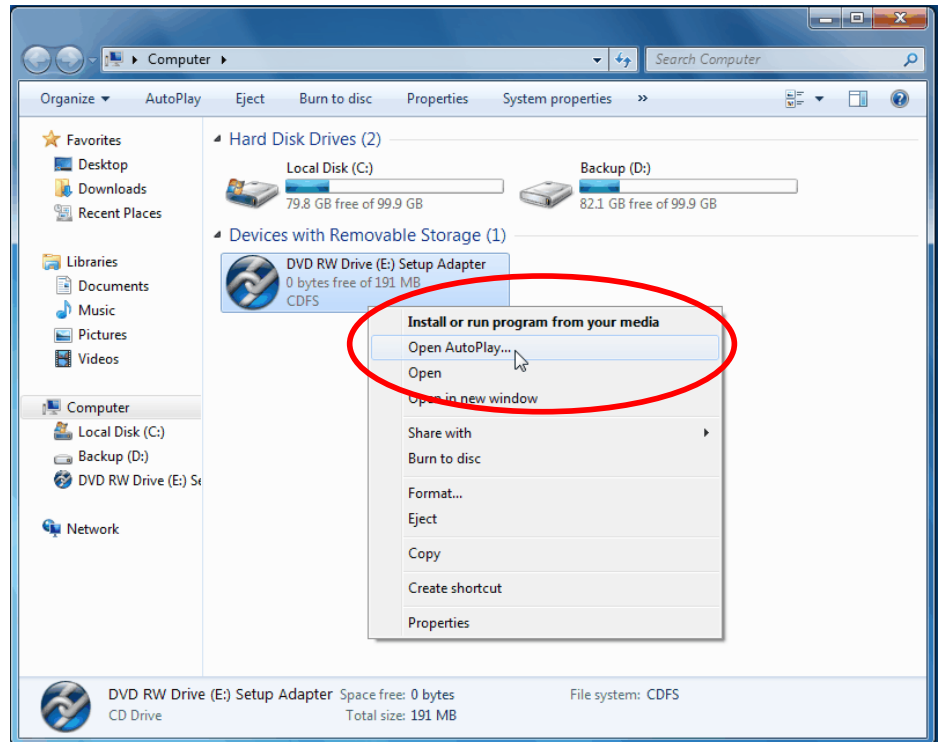 Computer
Search Computer
Organize AutoPlay Eject Burn to disc Properties System properties »
Favorites
Desktop
Downloads
Recent Places
Libraries
Documents
Music
Pictures
Videos
Computer
Local Disk (C:)
Backup (D:)
DVD RW Drive (E:) Se
Network
Hard Disk Drives (2)
Local Disk (C:)
79.8 GB free of 99.9 GB
Backup (D:)
82.1 GB free of 99.9 GB
Devices with Removable Storage (1)
DVD RW Drive (E:) Setup Adapter
0 bytes free of 191 MB
CDFS
Install or run program from your media
Open AutoPlay...
Open
Open in new window
Share with
Burn to disc
Format...
Eject
Copy
Create shortcut
Properties
DVD RW Drive (E:) Setup Adapter Space free: 0 bytes File system: CDFS
CD Drive Total size: 191 MB